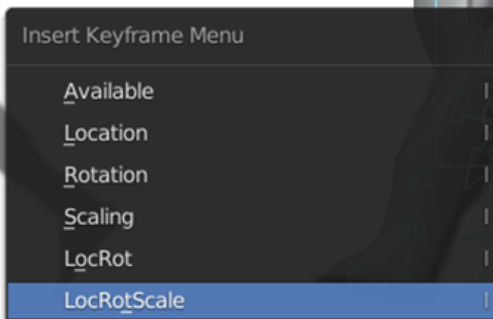 Insert Keyframe Menu
Available
Location
Rotation
Scaling
LocRot
LocRotScale